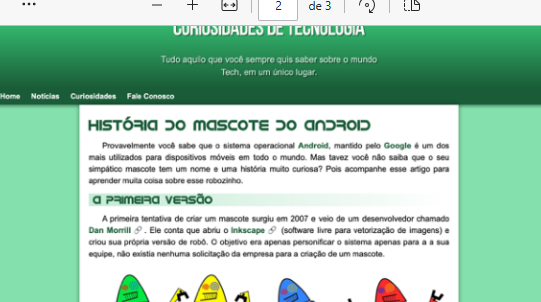 2 de 3
CURIOSIDADES DE TECNOLOGIA
Tudo aquilo que você sempre quis saber sobre o mundo
Tech, em um único lugar.
Home Notícias Curiosidades Fale Conosco
HISTÓRIA DO MASCOTE DO ANDROID
Provavelmente você sabe que o sistema operacional Android, mantido pelo Google é um dos
mais utilizados para dispositivos móveis em todo o mundo. Mas tavez você não saiba que o seu
simpático mascote tem um nome e uma história muito curiosa? Pois acompanhe esse artigo para
aprender muita coisa sobre esse robozinho.
A PRIMEIRA VERSÃO
A primeira tentativa de criar um mascote surgiu em 2007 e veio de um desenvolvedor chamado
Dan Morrill . Ele conta que abriu o Inkscape (software livre para vetorização de imagens) e
criou sua própria versão de robô. O objetivo era apenas personificar o sistema apenas para a a sua
equipe, não existia nenhuma solicitação da empresa para a criação de um mascote.